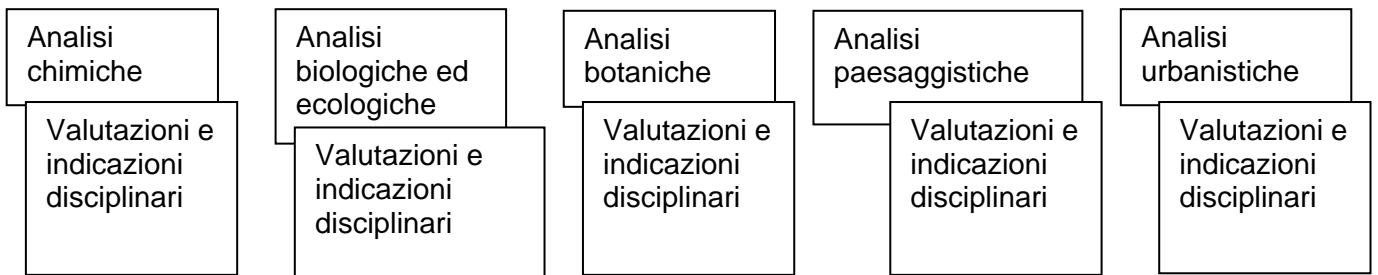 Analisi
chimiche
Valutazioni e
indicazioni
disciplinari
Analisi
biologiche ed
ecologiche
Valutazioni e
indicazioni
disciplinari
Analisi
botaniche
Valutazioni e
indicazioni
disciplinari
Analisi
paesaggistiche
Valutazioni e
indicazioni
disciplinari
Analisi
urbanistiche
Valutazioni e
indicazioni
disciplinari